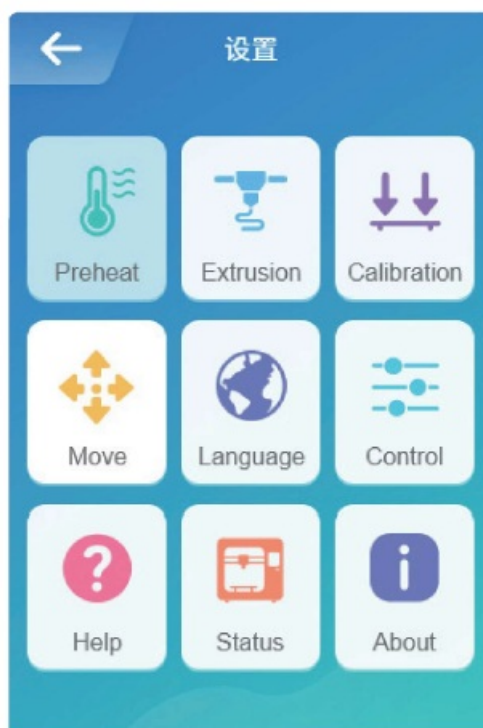 设置
Preheat
Extrusion
Calibration
Move
Language
Control
Help
Status
About